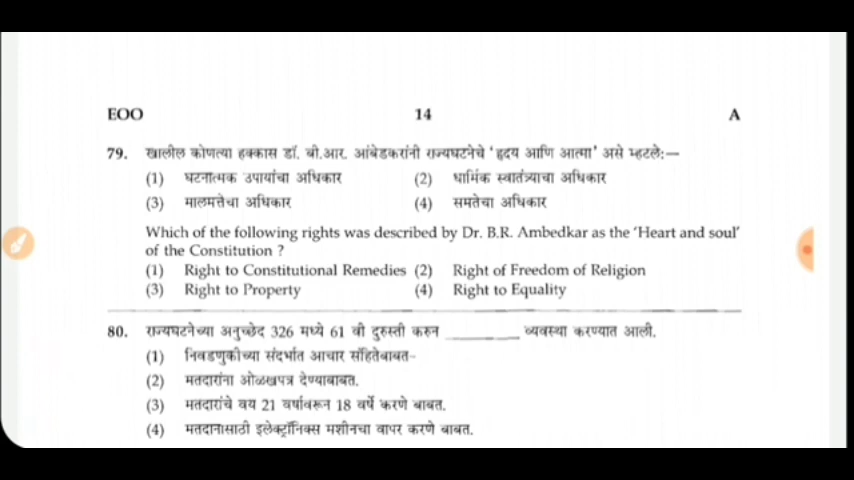 EOO 14 A
79. खालील कोणत्या हक्कास डॉ. बी.आर. आंबेडकरांनी राज्यघटनेचे 'हृदय आणि आत्मा' असे म्हटले:—
(1) घटनात्मक उपायांचा अधिकार (2) धार्मिक स्वातंत्र्याचा अधिकार
(3) मालमत्तेचा अधिकार (4) समतेचा अधिकार
Which of the following rights was described by Dr. B.R. Ambedkar as the 'Heart and soul'
of the Constitution ?
(1) Right to Constitutional Remedies (2) Right of Freedom of Religion
(3) Right to Property (4) Right to Equality
80. राज्यघटनेच्या अनुच्छेद 326 मध्ये 61 वी दुरुस्ती करुन ________ व्यवस्था करण्यात आली.
(1) निवडणुकीच्या संदर्भात आचार संहितेबाबत-
(2) मतदारांना ओळखपत्र देण्याबाबत.
(3) मतदारांचे वय 21 वर्षावरून 18 वर्षे करणे बाबत.
(4) मतदानासाठी इलेक्ट्रॉनिक्स मशीनचा वापर करणे बाबत.